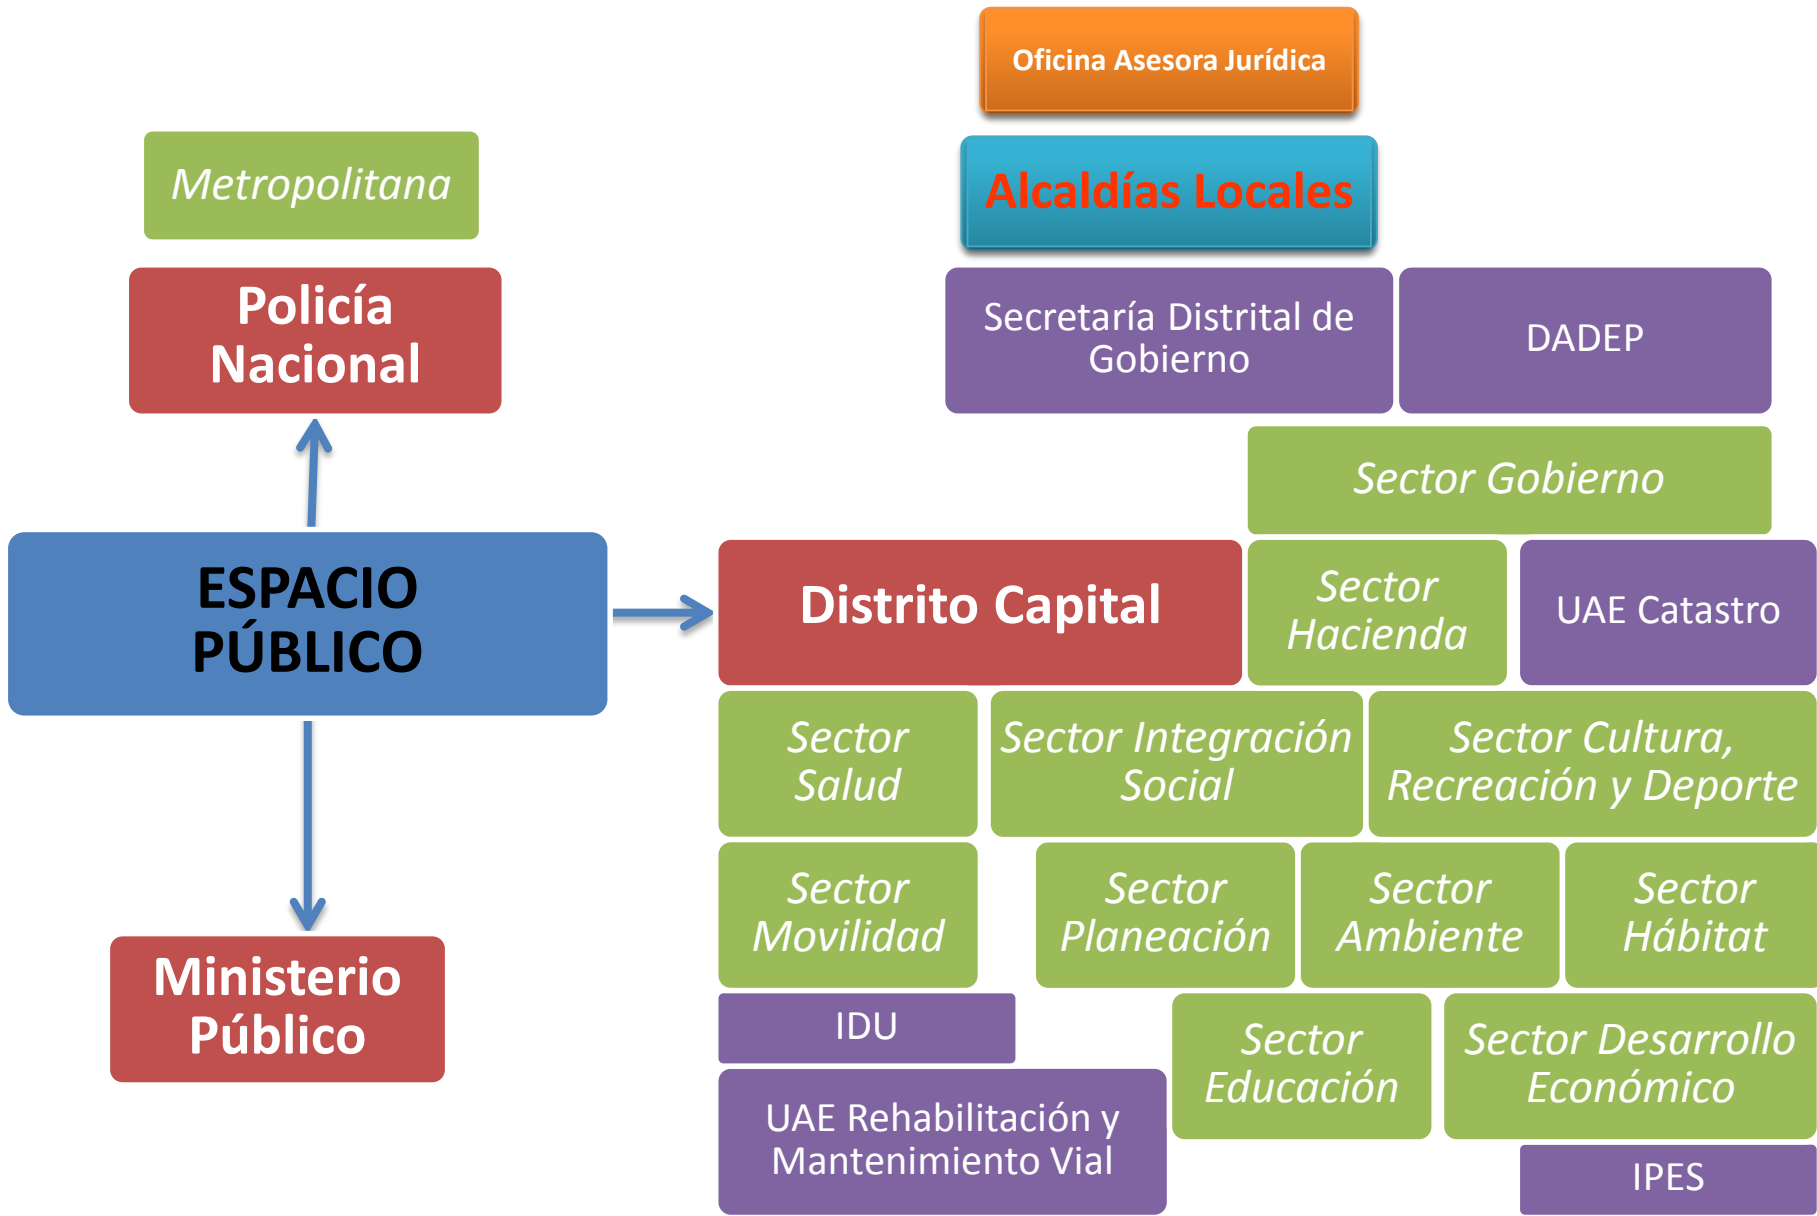 Oficina Asesora Jurídica
Metropolitana
Alcaldías Locales
Policía
Nacional
Secretaría Distrital de
Gobierno
DADEP
Sector Gobierno
ESPACIO
PÚBLICO
Distrito Capital
Sector
Hacienda
UAE Catastro
Sector
Salud
Sector Integración
Social
Sector Cultura,
Recreación y Deporte
Sector
Movilidad
Sector
Planeación
Sector
Ambiente
Sector
Hábitat
Ministerio
Público
IDU
Sector
Educación
Sector Desarrollo
Económico
UAE Rehabilitación y
Mantenimiento Vial
IPES